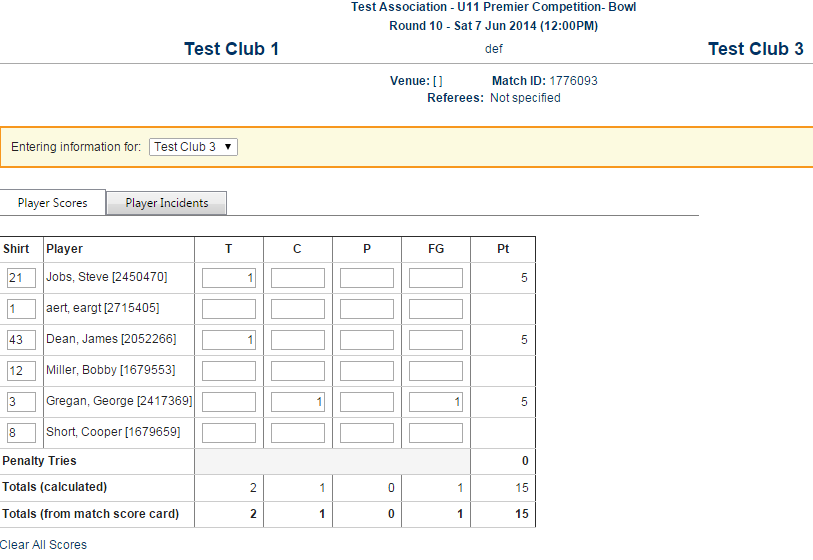 Test Association - U11 Premier Competition- Bowl
Round 10 - Sat 7 Jun 2014 (12:00PM)
Test Club 1 def Test Club 3
Venue: [ ] Match ID: 1776093
Referees: Not specified
Entering information for: Test Club 3 ▼
Player Scores Player Incidents
Shirt Player T C P FG Pt
21 Jobs, Steve [2450470] 1 5
1 aert, eargt [2715405]
43 Dean, James [2052266] 1 5
12 Miller, Bobby [1679553]
3 Gregan, George [2417369] 1 1 5
8 Short, Cooper [1679659]
Penalty Tries 0
Totals (calculated) 2 1 0 1 15
Totals (from match score card) 2 1 0 1 15
Clear All Scores